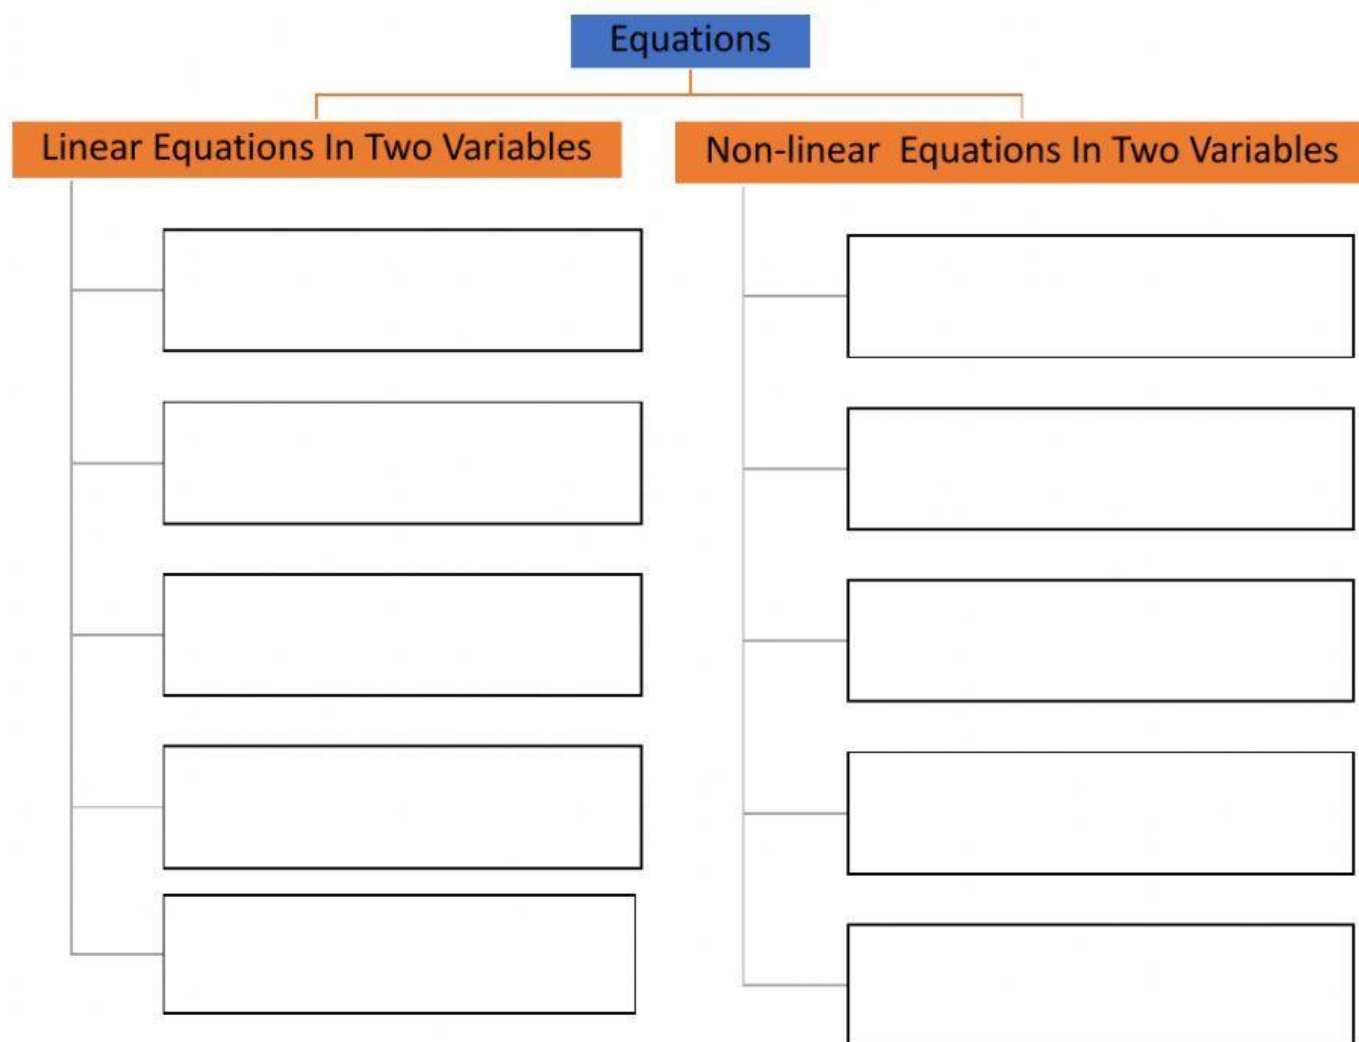 Equations
Linear Equations In Two Variables
Non-linear Equations In Two Variables